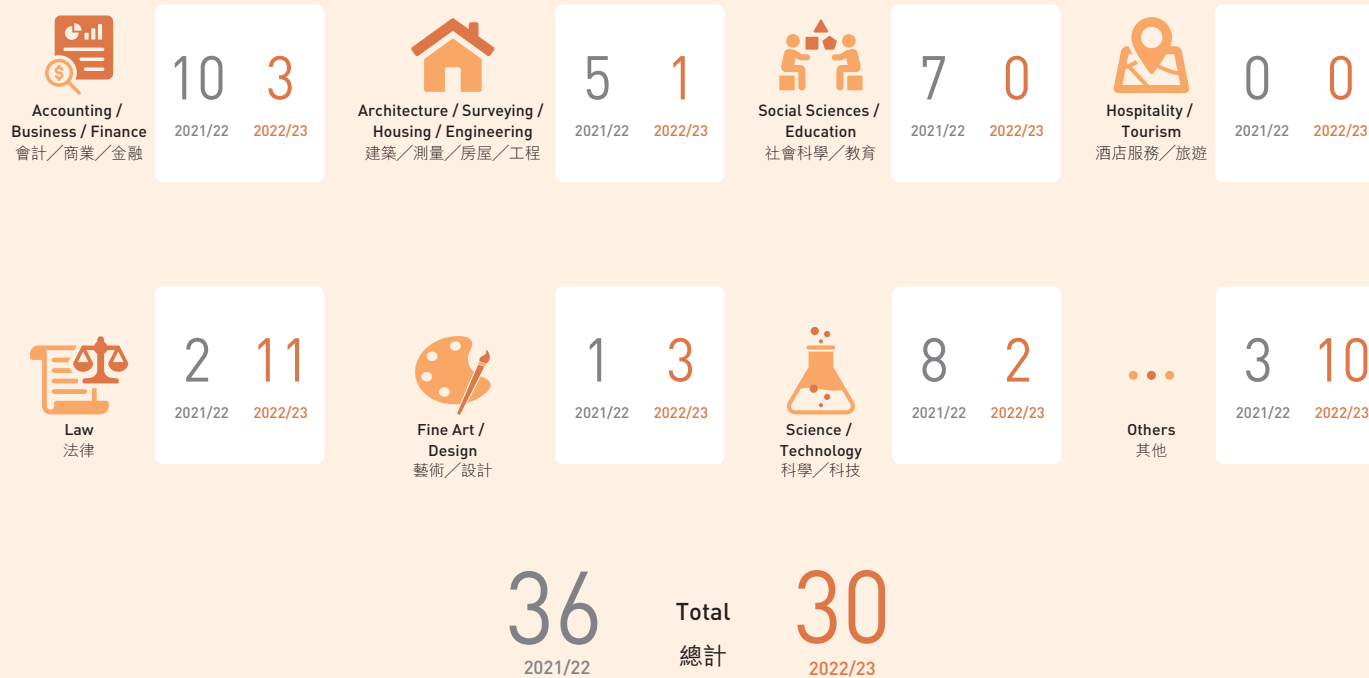 Accounting /
Business / Finance
會計／商業／金融
10 3
2021/22 2022/23
Architecture / Surveying /
Housing / Engineering
建築／測量／房屋／工程
5 1
2021/22 2022/23
Social Sciences /
Education
社會科學／教育
7 0
2021/22 2022/23
Hospitality /
Tourism
酒店服務／旅遊
0 0
2021/22 2022/23
Law
法律
2 11
2021/22 2022/23
Fine Art /
Design
藝術／設計
1 3
2021/22 2022/23
Science /
Technology
科學／科技
8 2
2021/22 2022/23
Others
其他
3 10
2021/22 2022/23
36 Total 30
2021/22 總計 2022/23